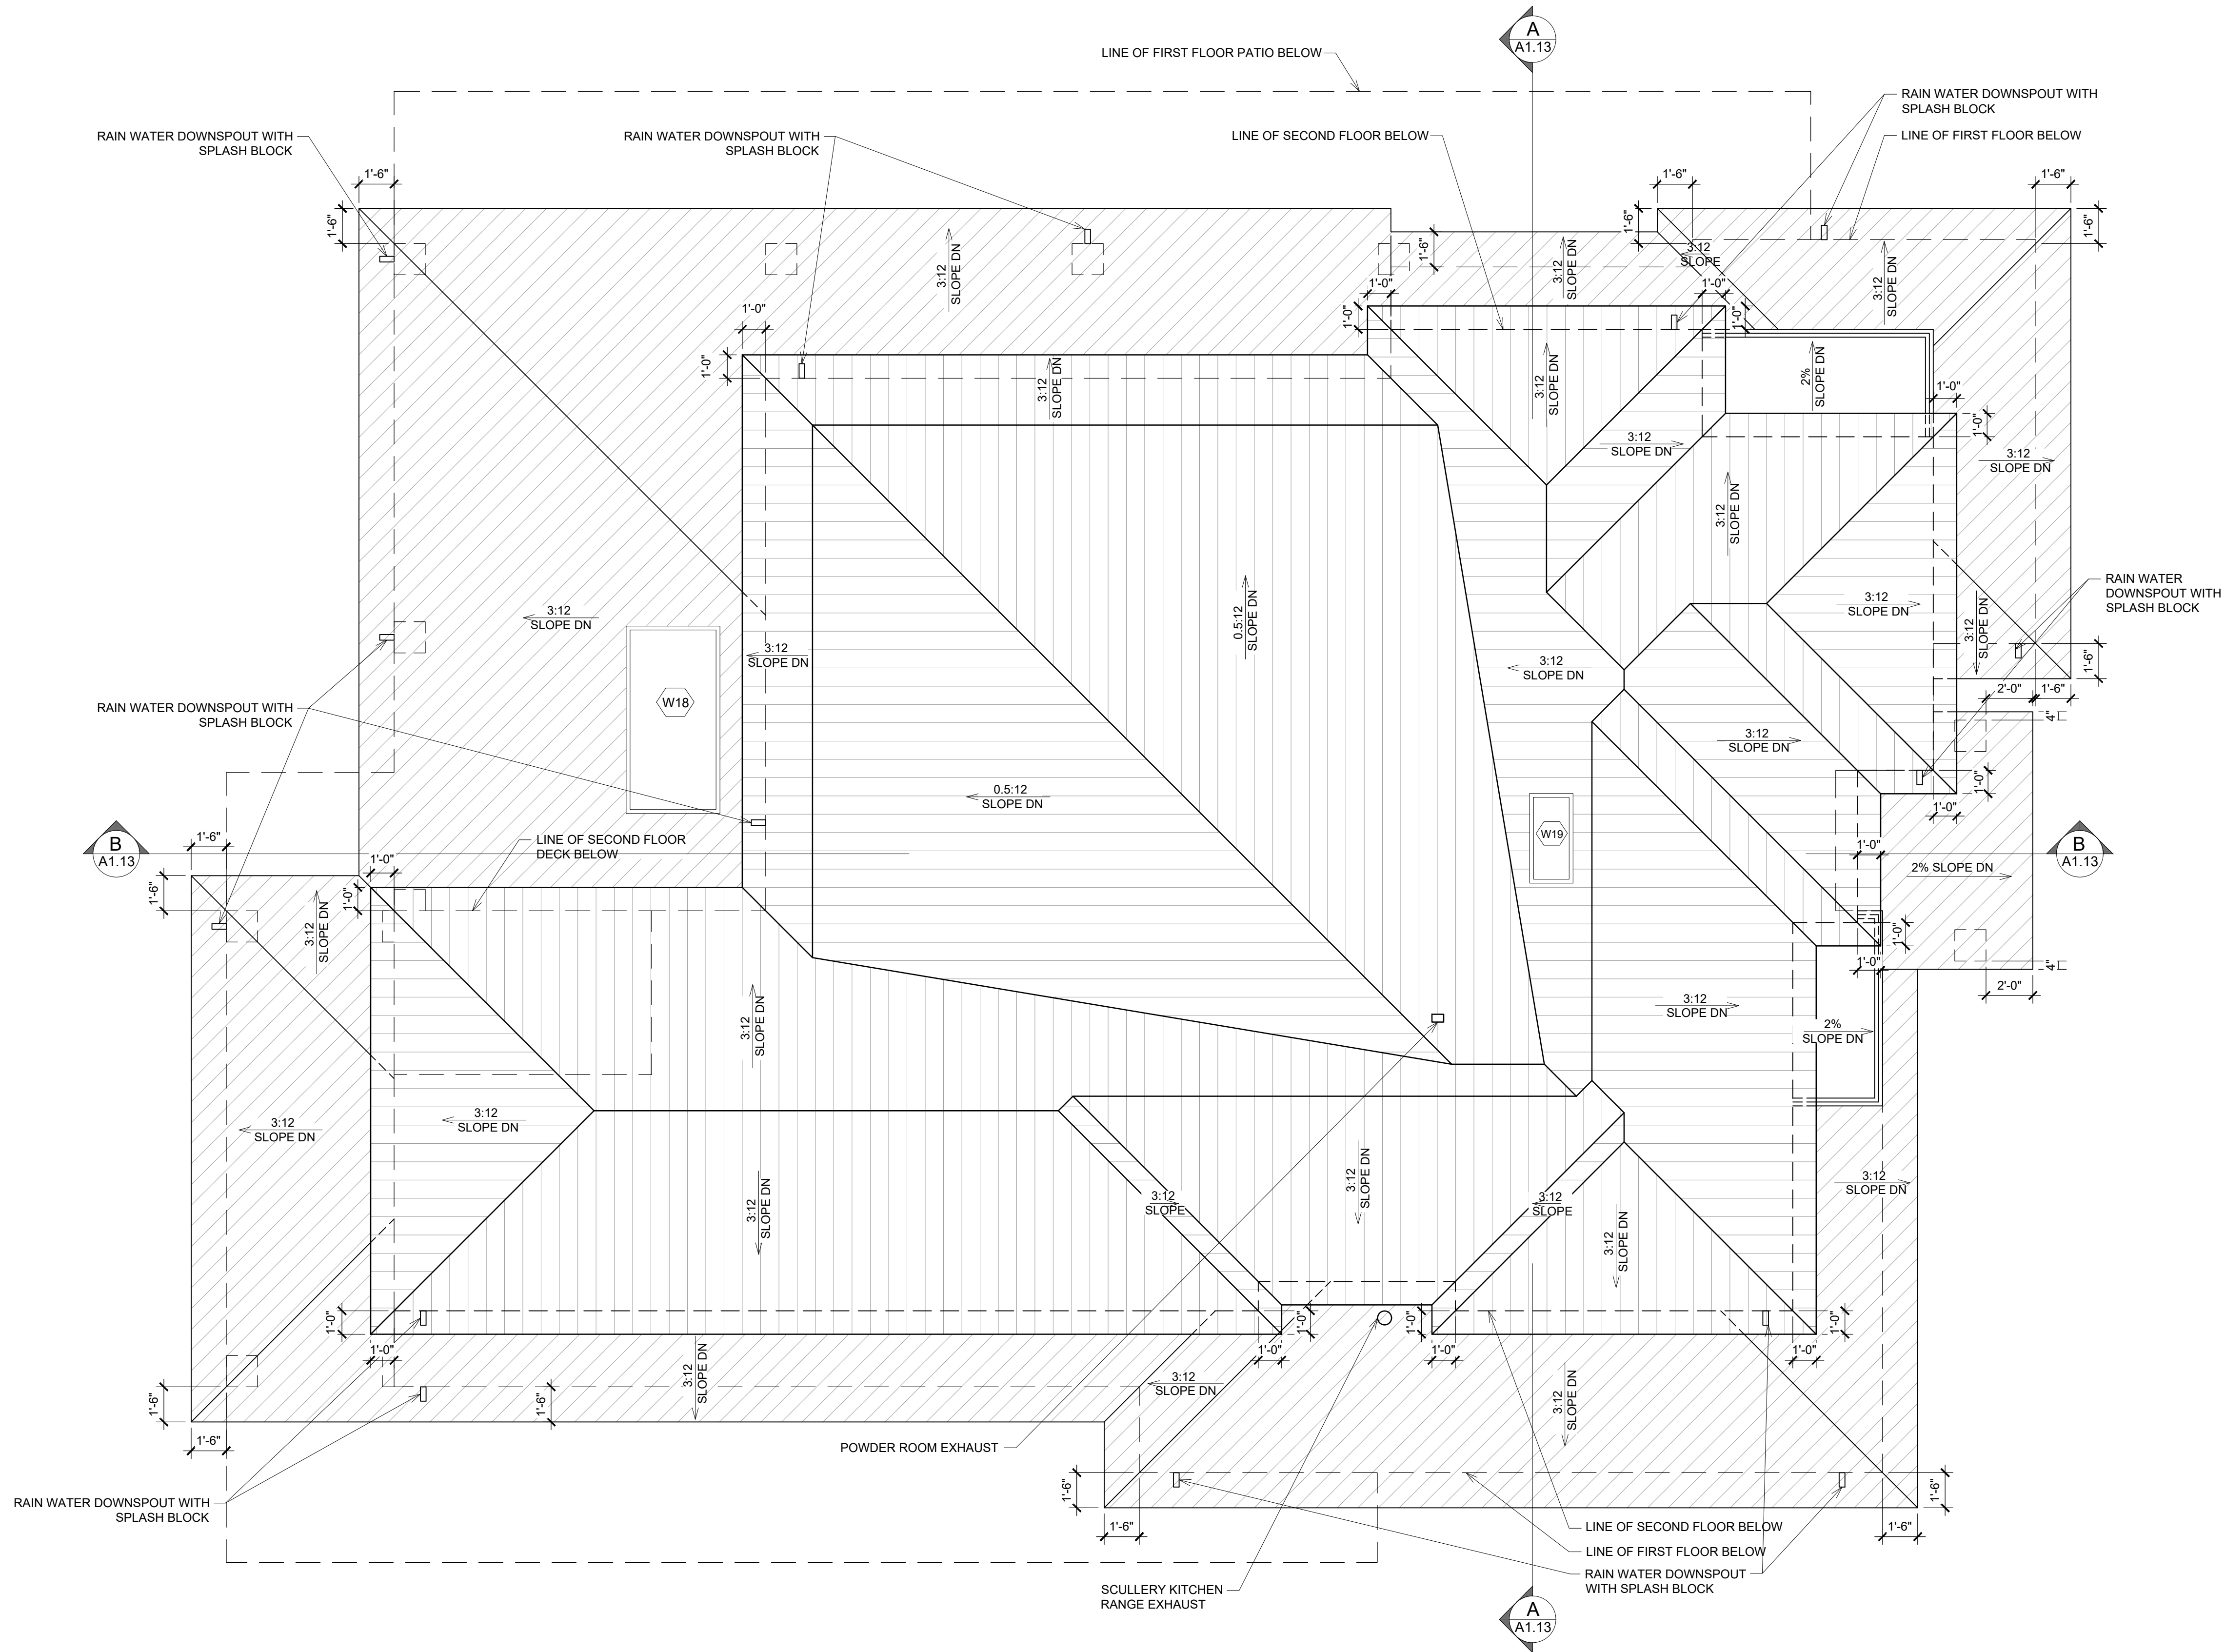 A
A1.13
LINE OF FIRST FLOOR PATIO BELOW
RAIN WATER DOWNSPOUT WITH
SPLASH BLOCK
RAIN WATER DOWNSPOUT WITH
SPLASH BLOCK
LINE OF SECOND FLOOR BELOW
RAIN WATER DOWNSPOUT WITH
SPLASH BLOCK
LINE OF FIRST FLOOR BELOW
1'-6"
1'-6"
1'-6"
1'-6"
1'-6"
1'-6"
1'-6"
3:12
SLOPE DN
3:12
SLOPE DN
3:12
SLOPE
3:12
SLOPE DN
1'-0"
1'-0"
1'-0"
1'-0"
1'-0"
1'-0"
3:12
SLOPE DN
3:12
SLOPE DN
2%
SLOPE DN
1'-0"
1'-0"
3:12
SLOPE DN
3:12
SLOPE DN
3:12
SLOPE DN
RAIN WATER
DOWNSPOUT WITH
SPLASH BLOCK
3:12
SLOPE DN
0.5:12
SLOPE DN
3:12
SLOPE DN
3:12
SLOPE DN
3:12
SLOPE DN
3:12
SLOPE DN
1'-6"
2'-0"
1'-6"
4"
W18
RAIN WATER DOWNSPOUT WITH
SPLASH BLOCK
3:12
SLOPE DN
0.5:12
SLOPE DN
1'-0"
1'-0"
W19
B
A1.13
1'-6"
1'-6"
LINE OF SECOND FLOOR
DECK BELOW
1'-0"
1'-0"
1'-0"
B
A1.13
2% SLOPE DN
3:12
SLOPE DN
1'-0"
1'-0"
4"
2'-0"
3:12
SLOPE DN
3:12
SLOPE DN
2%
SLOPE DN
3:12
SLOPE DN
3:12
SLOPE DN
3:12
SLOPE DN
3:12
SLOPE
3:12
SLOPE DN
3:12
SLOPE
3:12
SLOPE DN
3:12
SLOPE DN
1'-0"
1'-0"
1'-0"
1'-0"
1'-0"
1'-0"
1'-0"
1'-0"
3:12
SLOPE DN
3:12
SLOPE DN
3:12
SLOPE DN
1'-6"
1'-6"
1'-6"
POWDER ROOM EXHAUST
1'-6"
1'-6"
1'-6"
1'-6"
RAIN WATER DOWNSPOUT WITH
SPLASH BLOCK
LINE OF SECOND FLOOR BELOW
LINE OF FIRST FLOOR BELOW
RAIN WATER DOWNSPOUT
WITH SPLASH BLOCK
SCULLERY KITCHEN
RANGE EXHAUST
A
A1.13